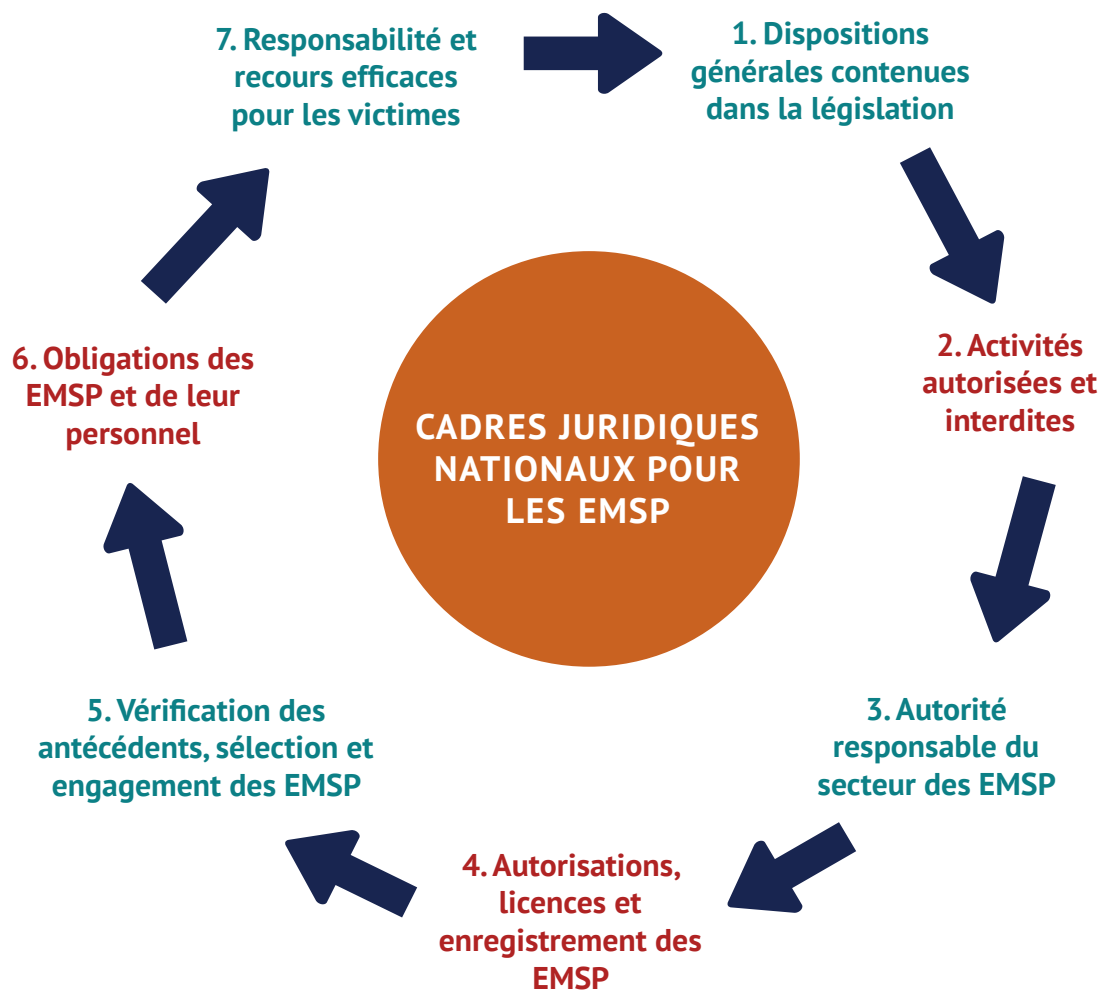 7. Responsabilité et
recours efficaces
pour les victimes
1. Dispositions
générales contenues
dans la législation
2. Activités
autorisées et
interdites
3. Autorité
responsable du
secteur des EMSP
4. Autorisations,
licences et
enregistrement des
EMSP
5. Vérification des
antécédents, sélection et
engagement des EMSP
6. Obligations des
EMSP et de leur
personnel
CADRES JURIDIQUES
NATIONAUX POUR
LES EMSP